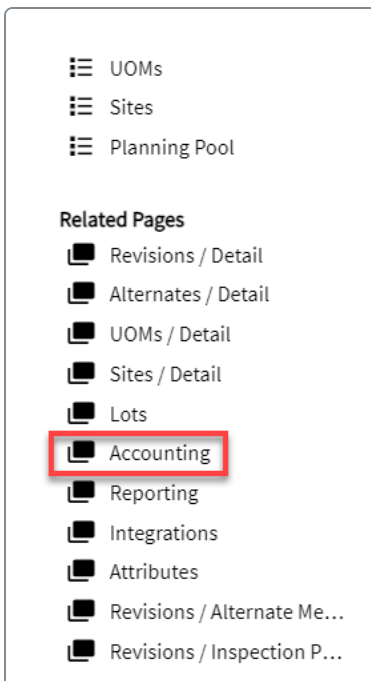 UOMs
Sites
Planning Pool
Related Pages
Revisions / Detail
Alternates / Detail
UOMs / Detail
Sites / Detail
Lots
Accounting
Reporting
Integrations
Attributes
Revisions / Alternate Me...
Revisions / Inspection P...